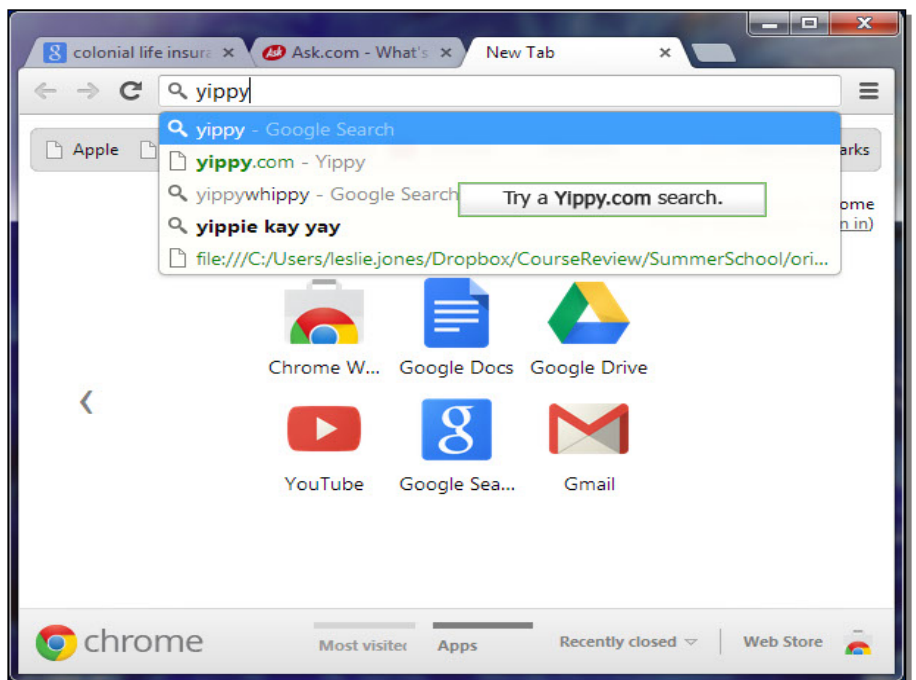 colonial life insura
Ask.com - What's
New Tab
yippy
yippy - Google Search
Apple
arks
yippy.com - Yippy
yippywhippy - Google Search
Try a Yippy.com search.
ome
yippie kay yay
n in)
file:///C:/Users/leslie.jones/Dropbox/CourseReview/SummerSchool/ori...
Chrome W... Google Docs Google Drive
YouTube Google Sea... Gmail
chrome Most visited Apps Recently closed Web Store